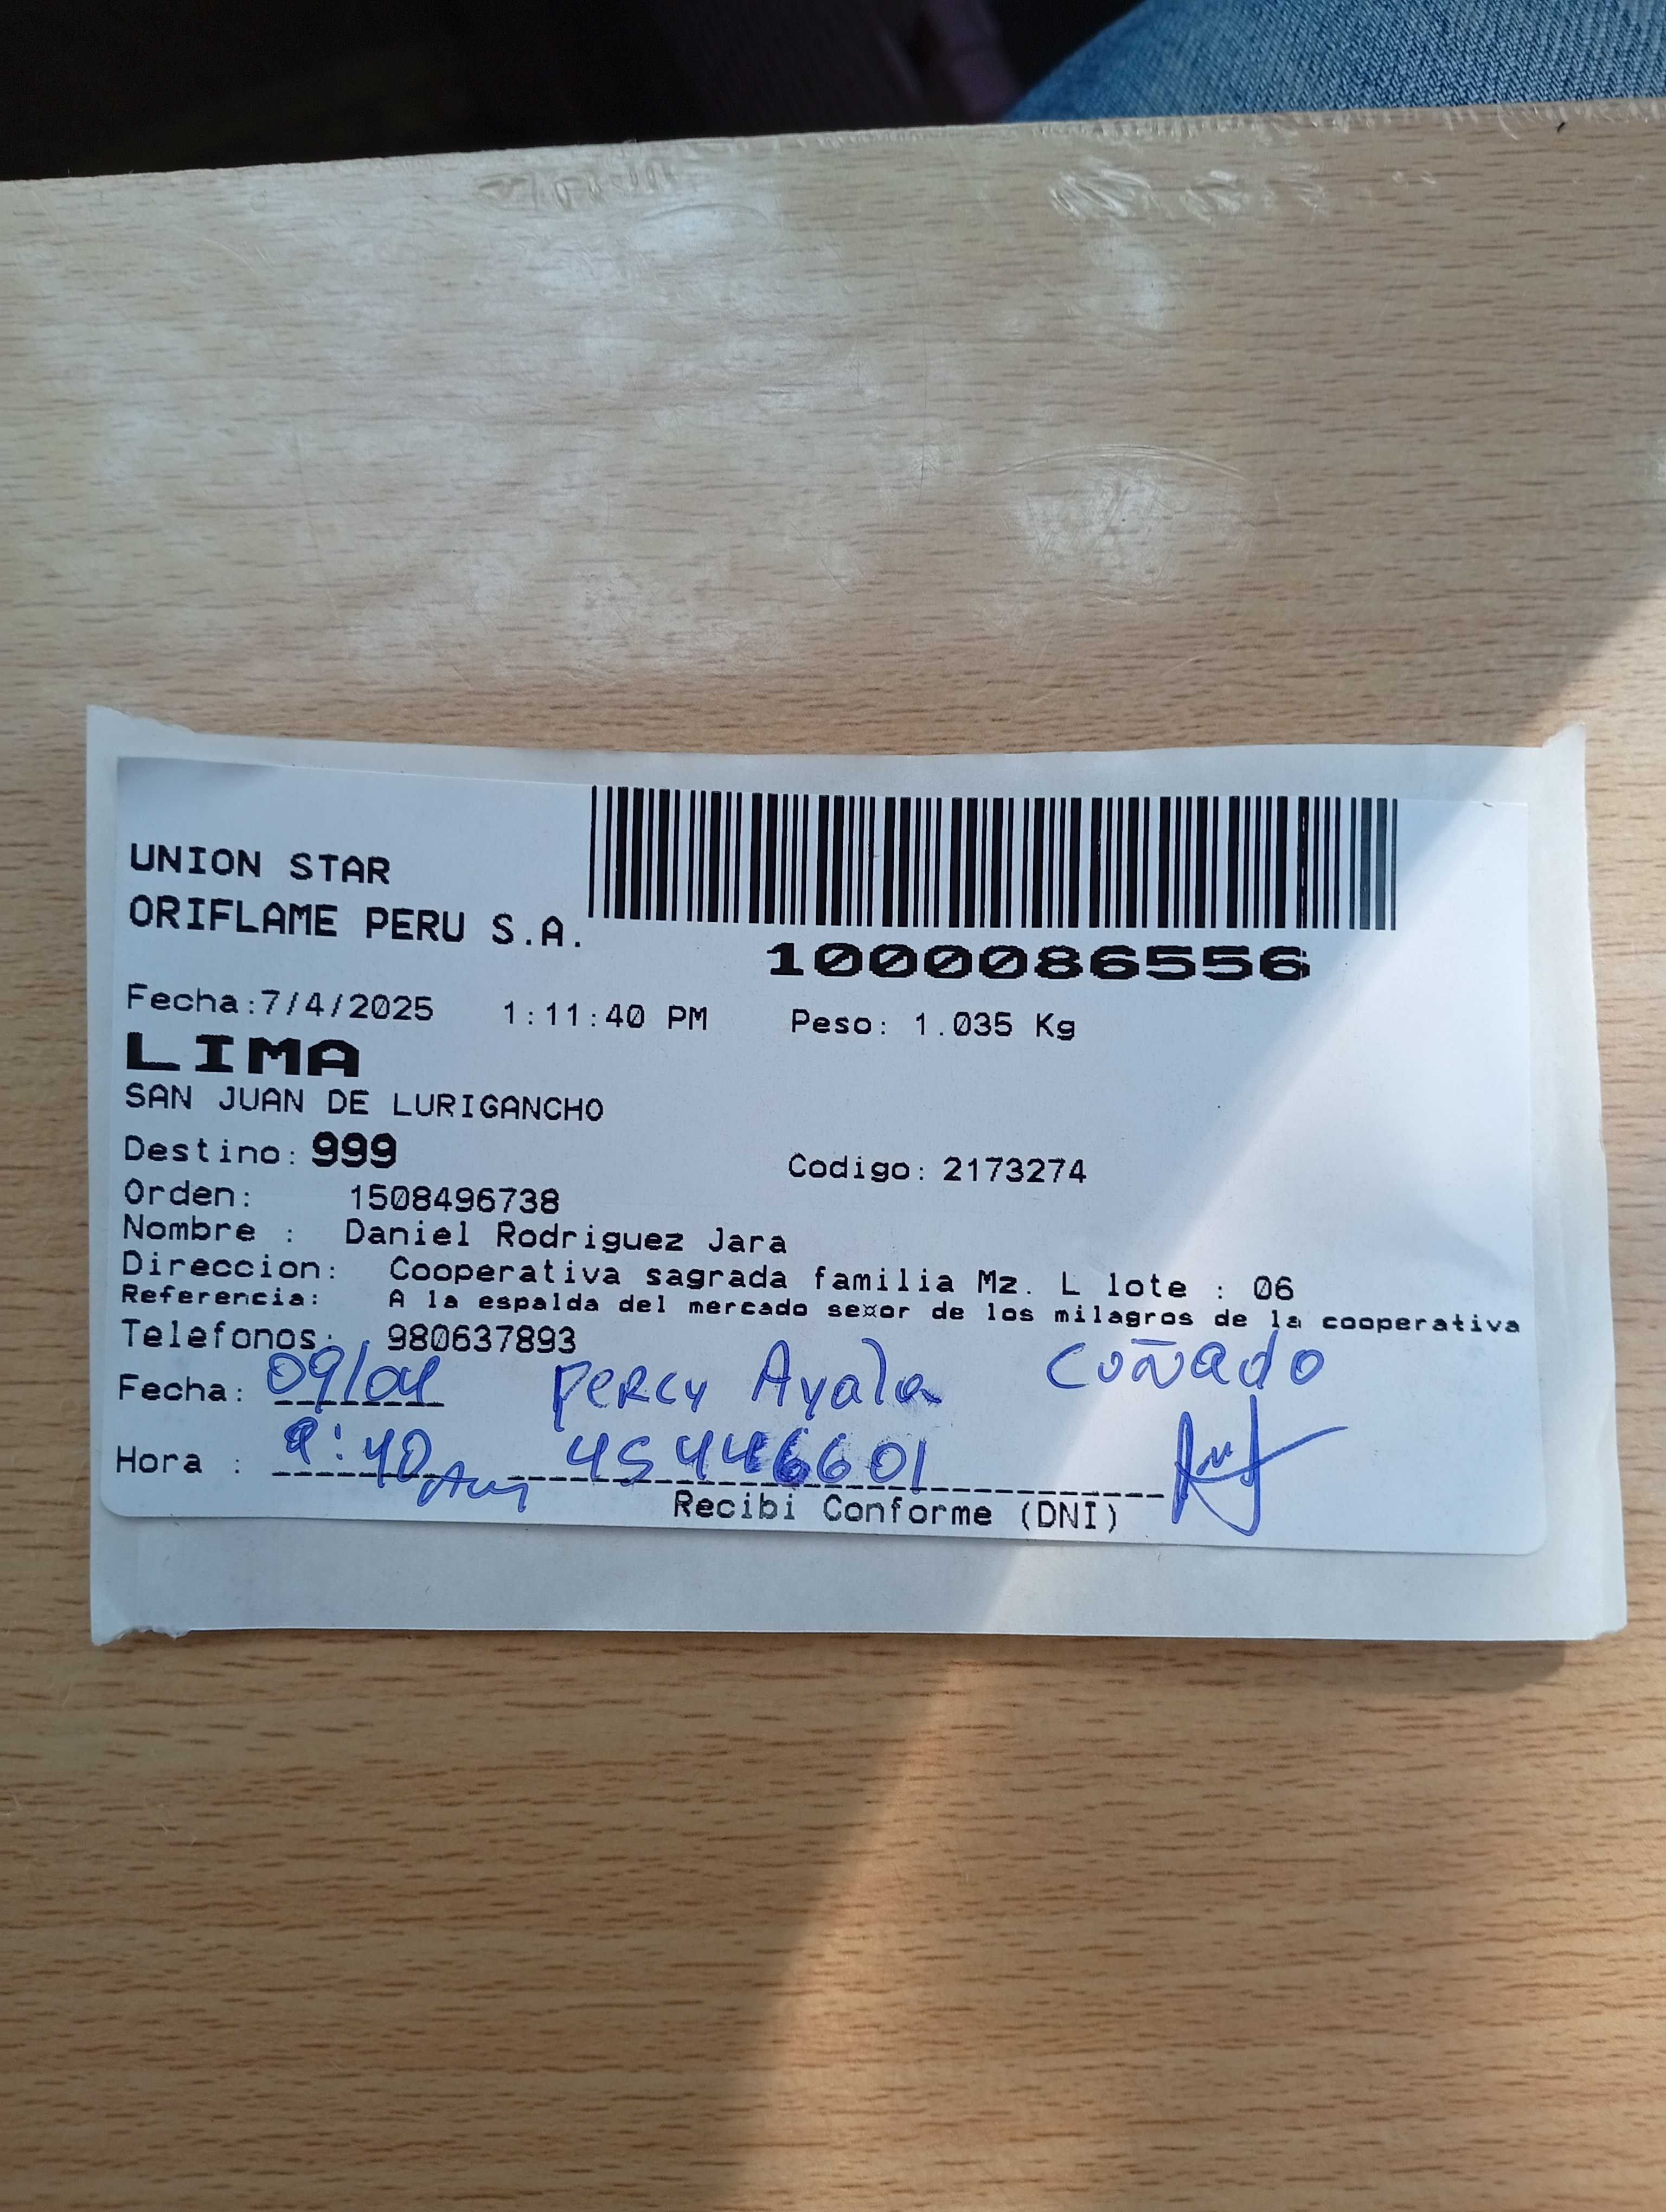 UNION STAR
ORIFLAME PERU S.A.
1000086556
Fecha:7/4/2025 1:11:40 PM Peso: 1.035 Kg
LIMA
SAN JUAN DE LURIGANCHO
Destino: 999 Codigo: 2173274
Orden: 1508496738
Nombre : Daniel Rodriguez Jara
Direccion: Cooperativa sagrada familia Mz. L lote : 06
Referencia: A la espalda del mercado se¤or de los milagros de la cooperativa
Telefonos: 980637893
Fecha: 09/04 Percy Ayala Cuñado
Hora : 9:40 Am 45446601
Recibi Conforme (DNI)